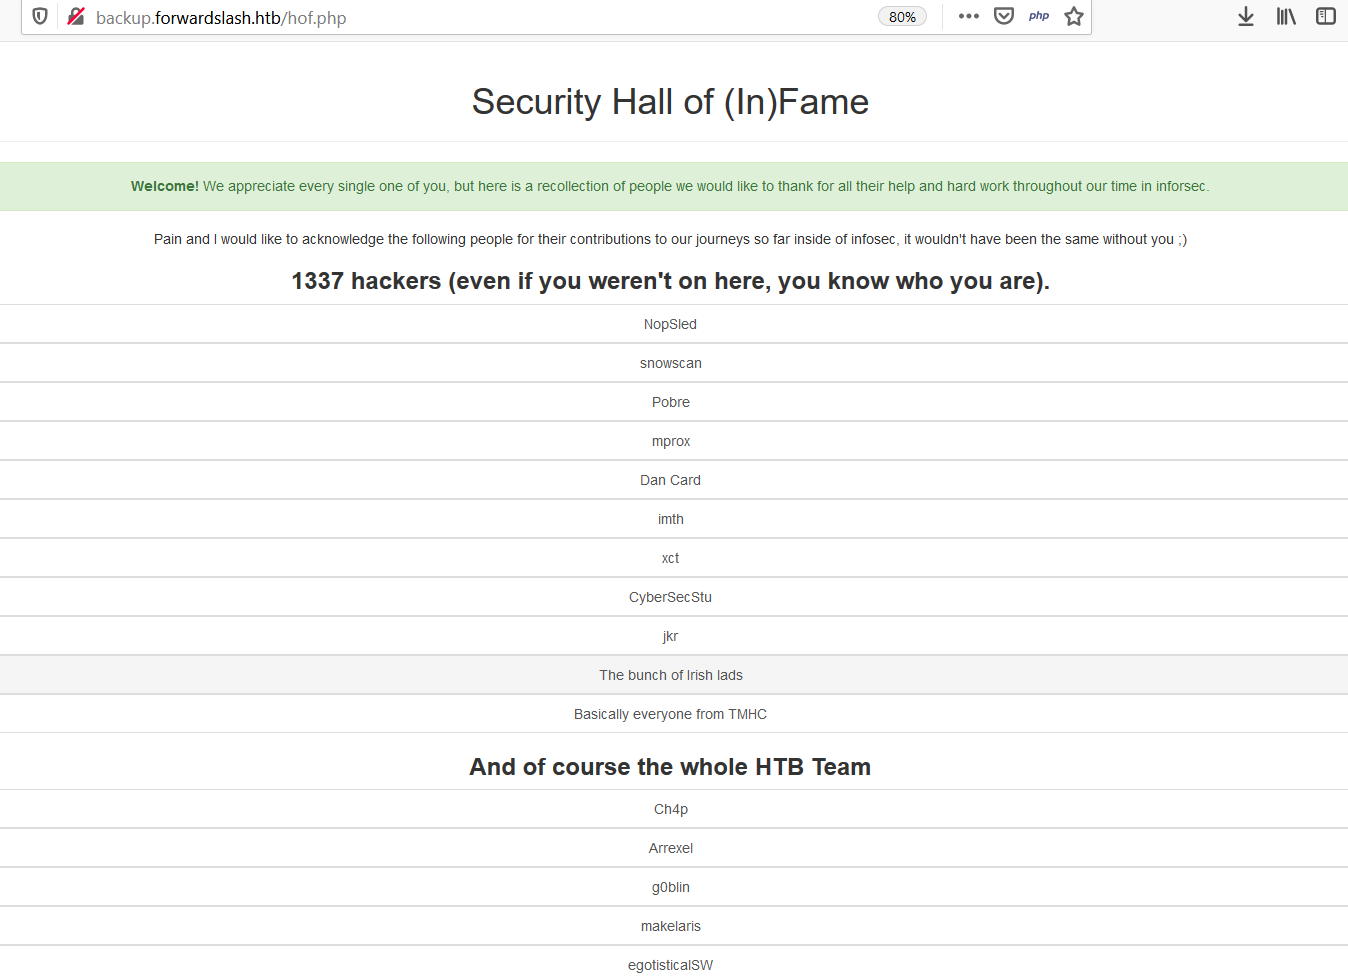 backup.forwardslash.htb/hof.php
80%
php
Security Hall of (In)Fame
Welcome! We appreciate every single one of you, but here is a recollection of people we would like to thank for all their help and hard work throughout our time in inforsec.
Pain and I would like to acknowledge the following people for their contributions to our journeys so far inside of infosec, it wouldn't have been the same without you ;)
1337 hackers (even if you weren't on here, you know who you are).
NopSled
snowscan
Pobre
mprox
Dan Card
imth
xct
CyberSecStu
jkr
The bunch of Irish lads
Basically everyone from TMHC
And of course the whole HTB Team
Ch4p
Arrexel
g0blin
makelaris
egotisticalSW